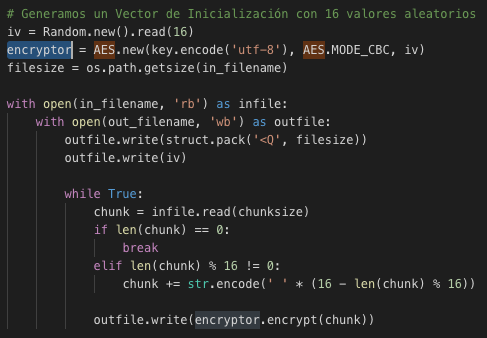 # Generamos un Vector de Inicialización con 16 valores aleatorios
iv = Random.new().read(16)
encryptor = AES.new(key.encode('utf-8'), AES.MODE_CBC, iv)
filesize = os.path.getsize(in_filename)

with open(in_filename, 'rb') as infile:
    with open(out_filename, 'wb') as outfile:
        outfile.write(struct.pack('<Q', filesize))
        outfile.write(iv)

        while True:
            chunk = infile.read(chunksize)
            if len(chunk) == 0:
                break
            elif len(chunk) % 16 != 0:
                chunk += str.encode(' ' * (16 - len(chunk) % 16))

            outfile.write(encryptor.encrypt(chunk))